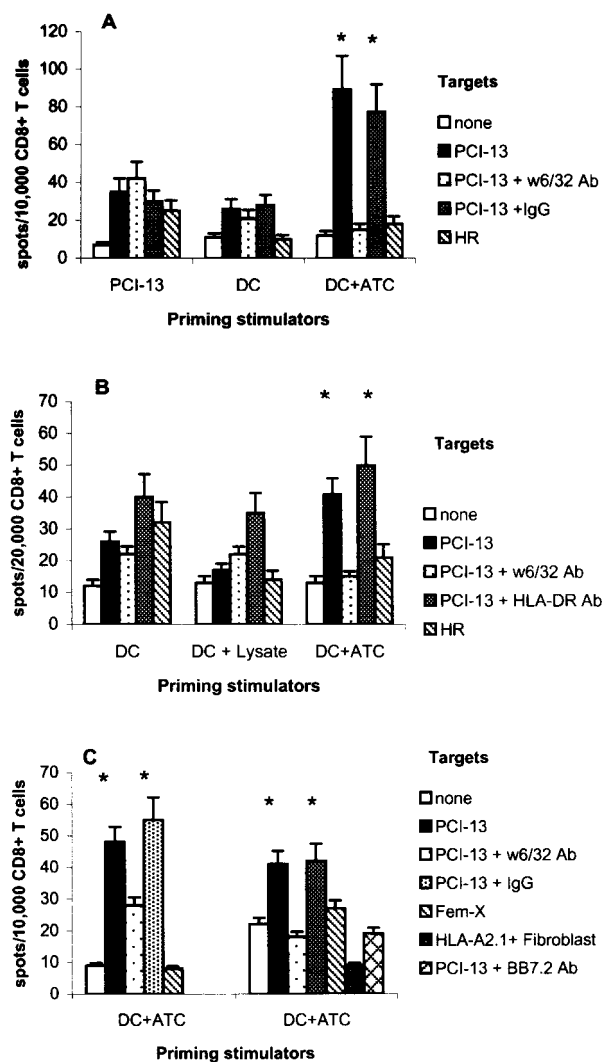 A
* *
spots/10,000 CD8+ T cells
120
100
80
60
40
20
0
PCI-13 DC DC+ATC
Priming stimulators
Targets
none
PCI-13
PCI-13 + w6/32 Ab
PCI-13 +IgG
HR
B
* *
spots/20,000 CD8+ T cells
70
60
50
40
30
20
10
0
DC DC + Lysate DC+ATC
Priming stimulators
Targets
none
PCI-13
PCI-13 + w6/32 Ab
PCI-13 + HLA-DR Ab
HR
C
* * * *
spots/10,000 CD8+ T cells
70
60
50
40
30
20
10
0
DC+ATC DC+ATC
Priming stimulators
Targets
none
PCI-13
PCI-13 + w6/32 Ab
PCI-13 + IgG
Fem-X
HLA-A2.1+ Fibroblast
PCI-13 + BB7.2 Ab